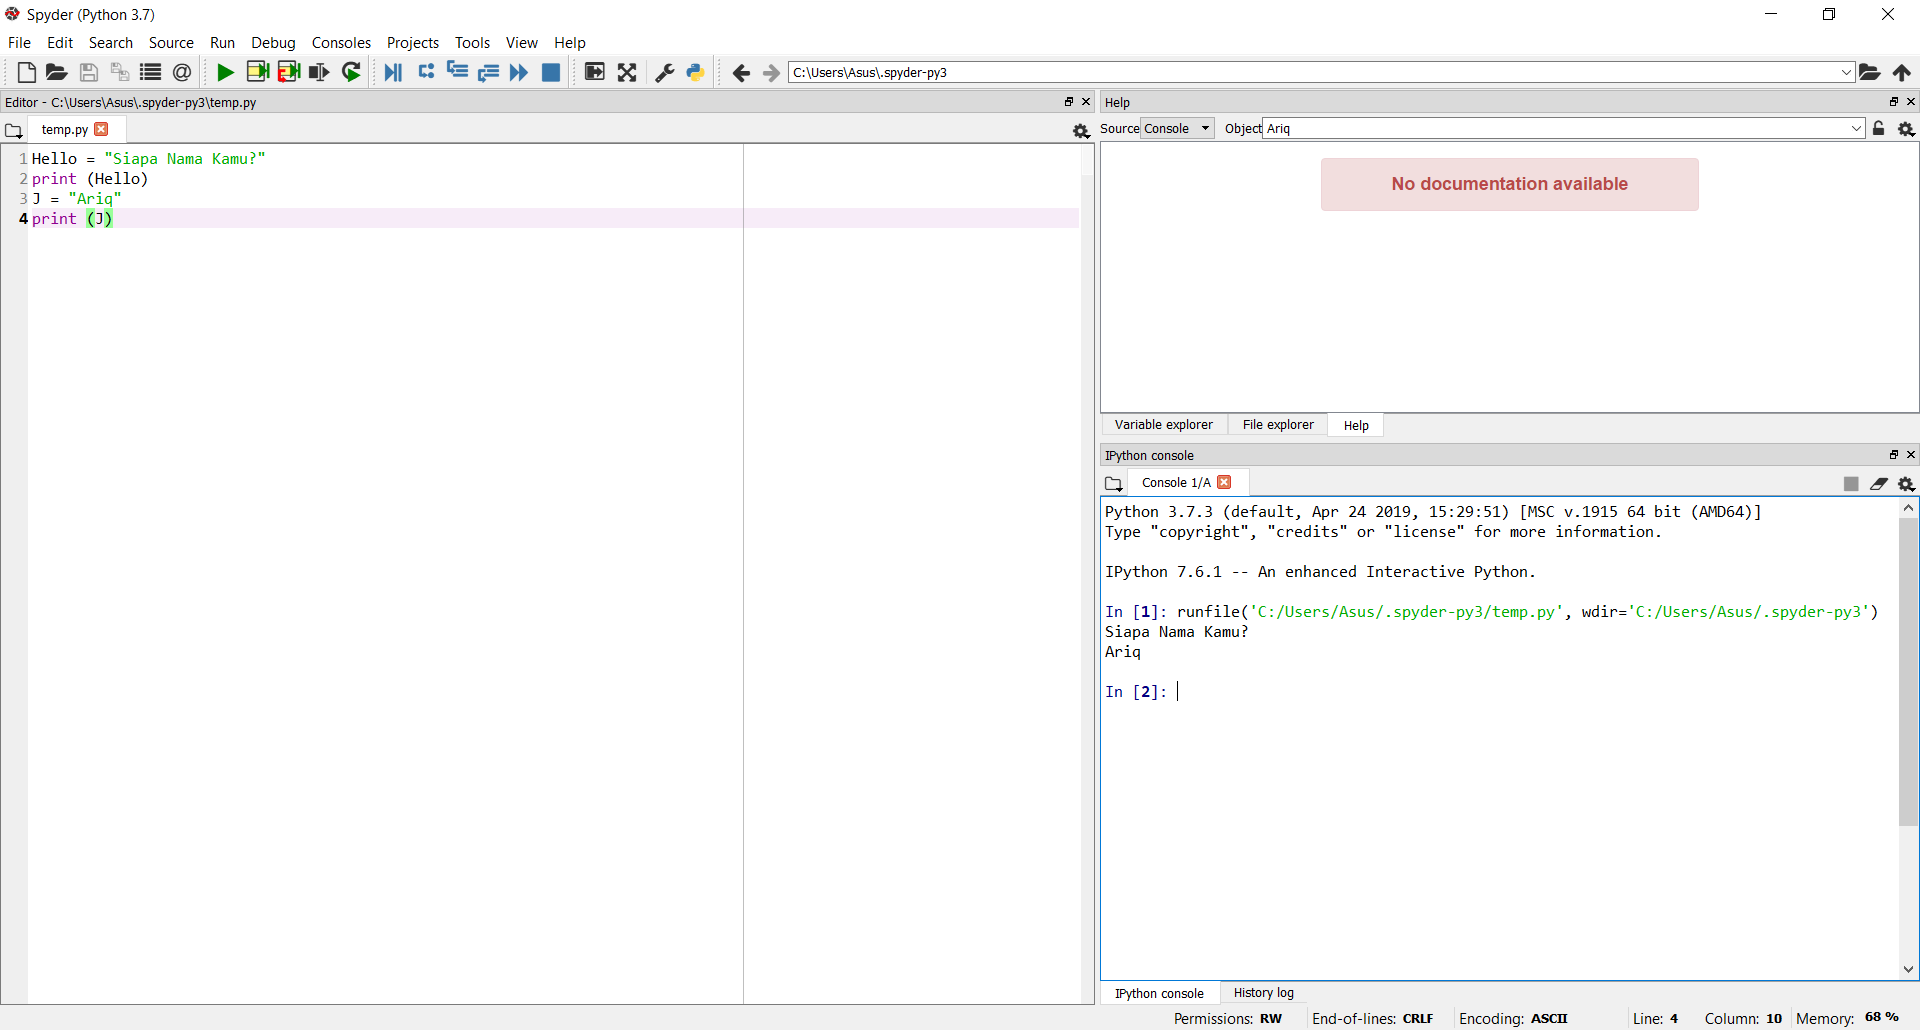 Spyder (Python 3.7)
File Edit Search Source Run Debug Consoles Projects Tools View Help
C:\Users\Asus\.spyder-py3
Editor - C:\Users\Asus\.spyder-py3\temp.py
temp.py
1 Hello = "Siapa Nama Kamu?"
2 print (Hello)
3 J = "Ariq"
4 print (J)
Help
Source Console Object Ariq
No documentation available
Variable explorer File explorer Help
IPython console
Console 1/A
Python 3.7.3 (default, Apr 24 2019, 15:29:51) [MSC v.1915 64 bit (AMD64)]
Type "copyright", "credits" or "license" for more information.
IPython 7.6.1 -- An enhanced Interactive Python.
In [1]: runfile('C:/Users/Asus/.spyder-py3/temp.py', wdir='C:/Users/Asus/.spyder-py3')
Siapa Nama Kamu?
Ariq
In [2]:
IPython console History log
Permissions: RW End-of-lines: CRLF Encoding: ASCII Line: 4 Column: 10 Memory: 68 %